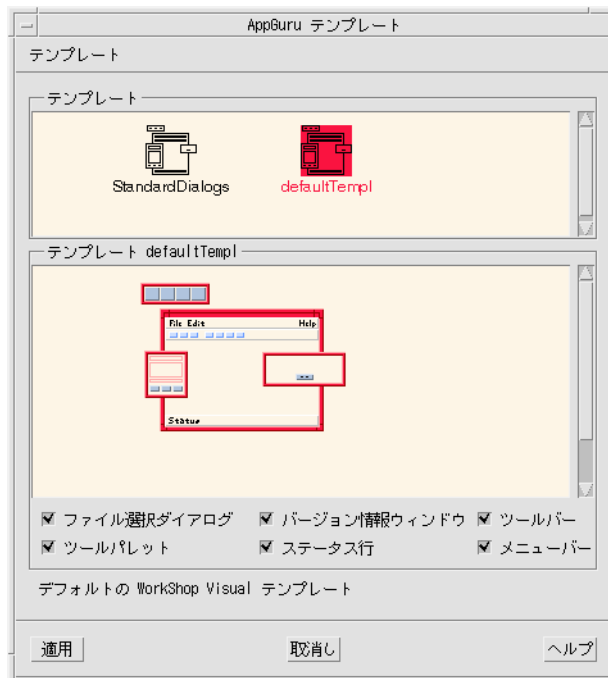 AppGuru テンプレート
テンプレート
テンプレート
StandardDialogs
defaultTempl
テンプレート defaultTempl
File Edit Help
Status
ファイル選択ダイアログ バージョン情報ウィンドウ ツールバー
ツールパレット ステータス行 メニューバー
デフォルトの WorkShop Visual テンプレート
適用 取消し ヘルプ